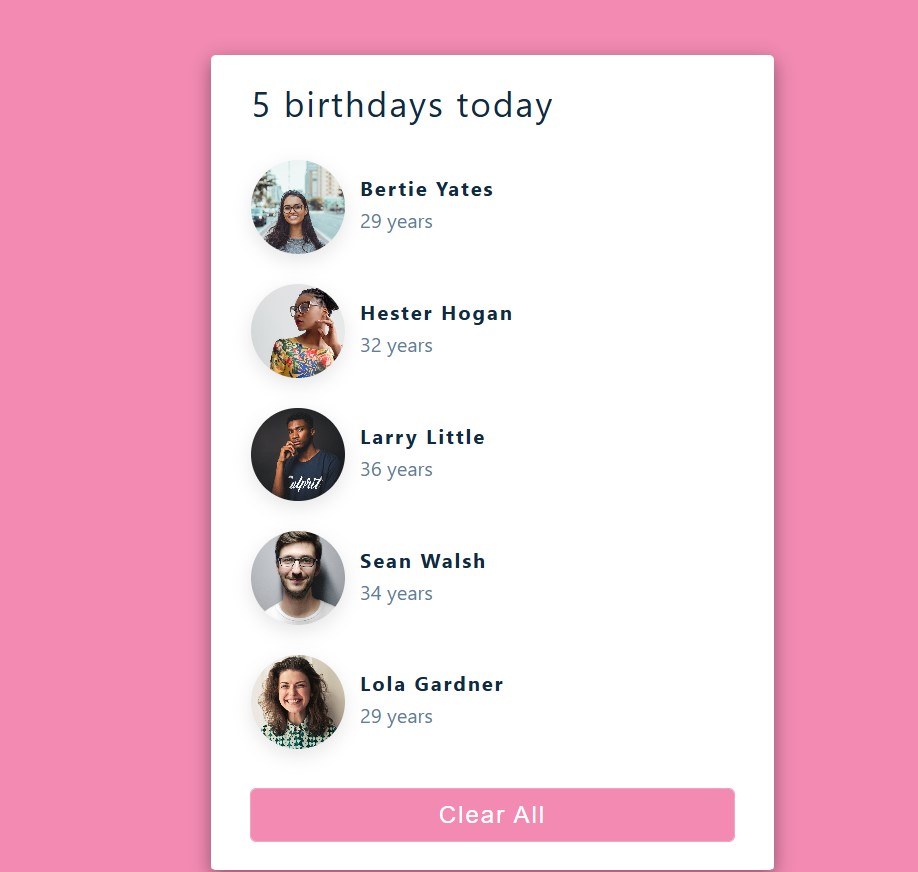 5 birthdays today
Bertie Yates
29 years
Hester Hogan
32 years
Larry Little
36 years
Sean Walsh
34 years
Lola Gardner
29 years
Clear All